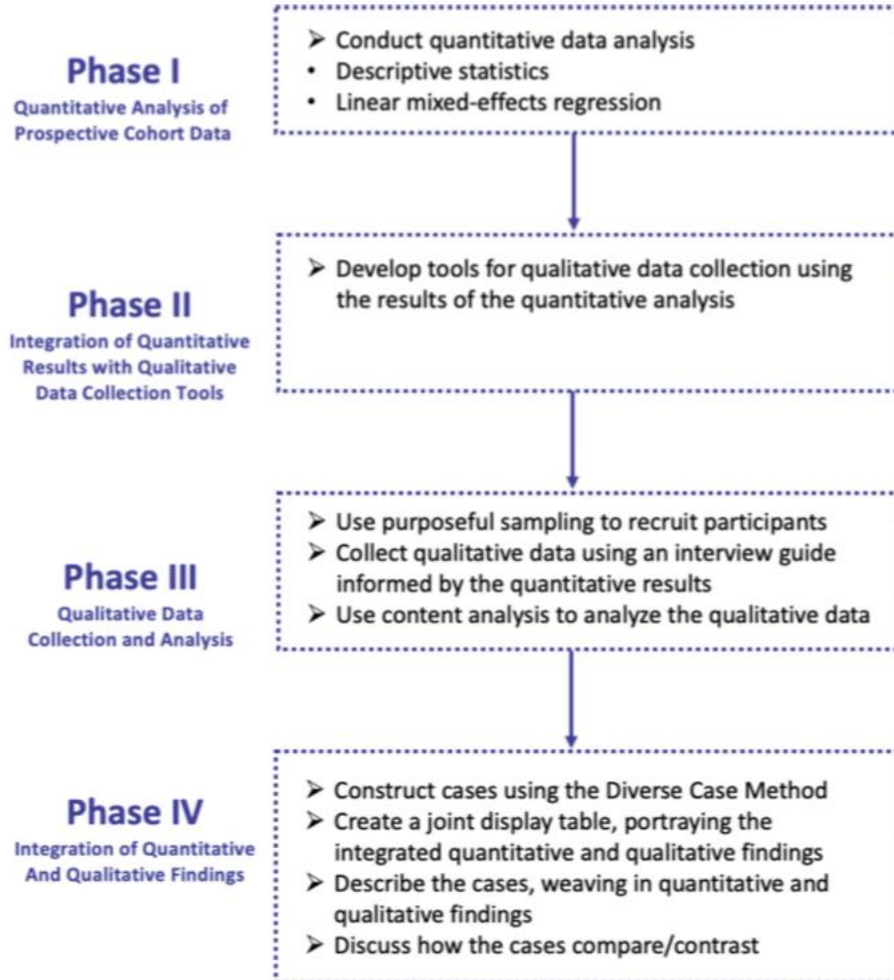 Phase I
Quantitative Analysis of
Prospective Cohort Data
➢ Conduct quantitative data analysis
• Descriptive statistics
• Linear mixed-effects regression
Phase II
Integration of Quantitative
Results with Qualitative
Data Collection Tools
➢ Develop tools for qualitative data collection using
the results of the quantitative analysis
Phase III
Qualitative Data
Collection and Analysis
➢ Use purposeful sampling to recruit participants
➢ Collect qualitative data using an interview guide
informed by the quantitative results
➢ Use content analysis to analyze the qualitative data
Phase IV
Integration of Quantitative
And Qualitative Findings
➢ Construct cases using the Diverse Case Method
➢ Create a joint display table, portraying the
integrated quantitative and qualitative findings
➢ Describe the cases, weaving in quantitative and
qualitative findings
➢ Discuss how the cases compare/contrast